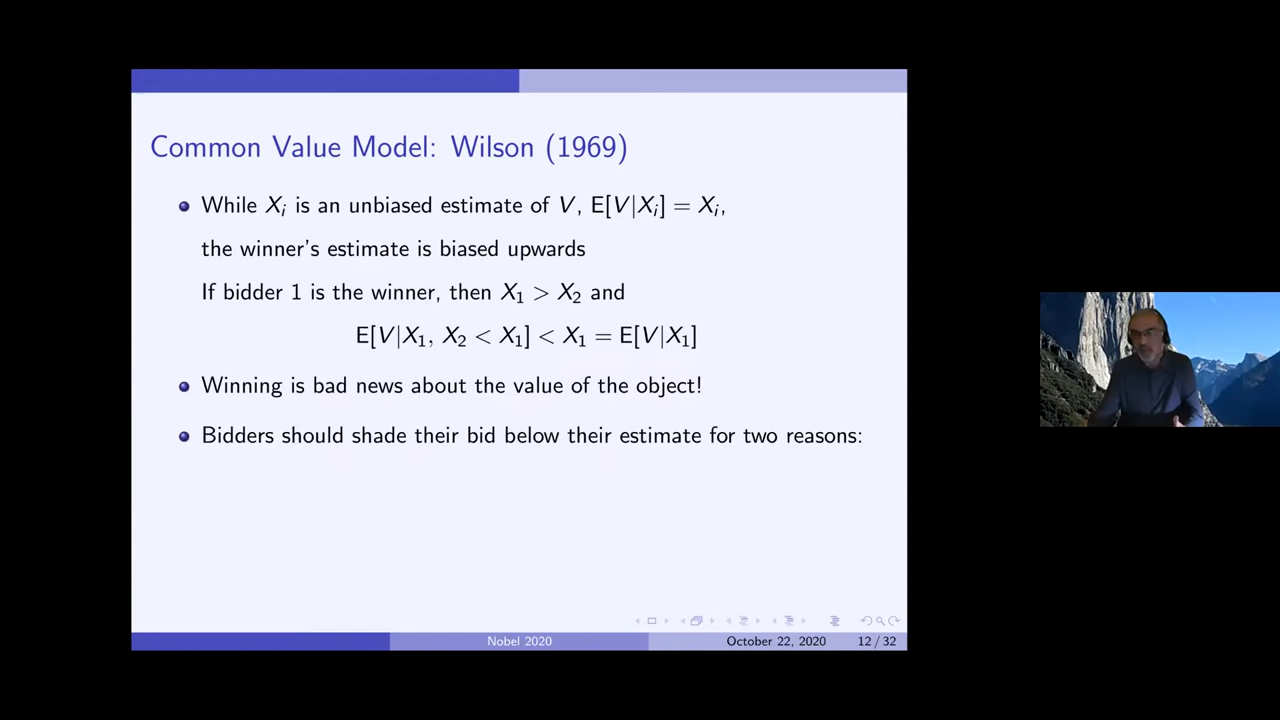 Common Value Model: Wilson (1969)
While Xᵢ is an unbiased estimate of V, E[V|Xᵢ] = Xᵢ,
the winner's estimate is biased upwards
If bidder 1 is the winner, then X₁ > X₂ and
E[V|X₁, X₂ < X₁] < X₁ = E[V|X₁]
Winning is bad news about the value of the object!
Bidders should shade their bid below their estimate for two reasons:
Nobel 2020 October 22, 2020 12 / 32